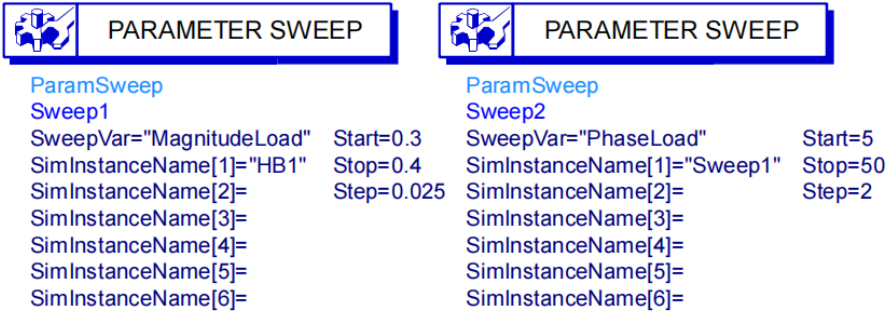 PARAMETER SWEEP
ParamSweep
Sweep1
SweepVar="MagnitudeLoad" Start=0.3
SimInstanceName[1]="HB1" Stop=0.4
SimInstanceName[2]= Step=0.025
SimInstanceName[3]=
SimInstanceName[4]=
SimInstanceName[5]=
SimInstanceName[6]=
PARAMETER SWEEP
ParamSweep
Sweep2
SweepVar="PhaseLoad" Start=5
SimInstanceName[1]="Sweep1" Stop=50
SimInstanceName[2]= Step=2
SimInstanceName[3]=
SimInstanceName[4]=
SimInstanceName[5]=
SimInstanceName[6]=